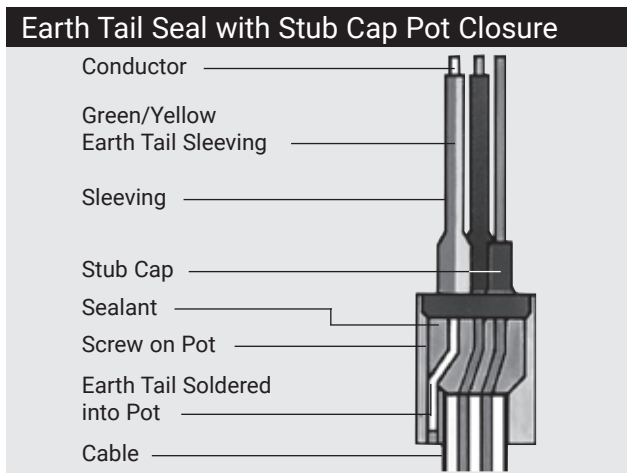 Earth Tail Seal with Stub Cap Pot Closure
Conductor
Green/Yellow
Earth Tail Sleeving
Sleeving
Stub Cap
Sealant
Screw on Pot
Earth Tail Soldered
into Pot
Cable